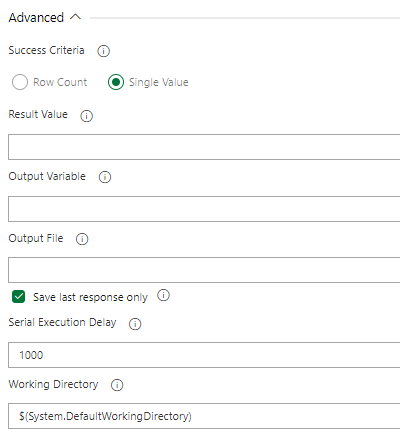 Advanced
Success Criteria
Row Count Single Value
Result Value
Output Variable
Output File
Save last response only
Serial Execution Delay
1000
Working Directory
$(System.DefaultWorkingDirectory)